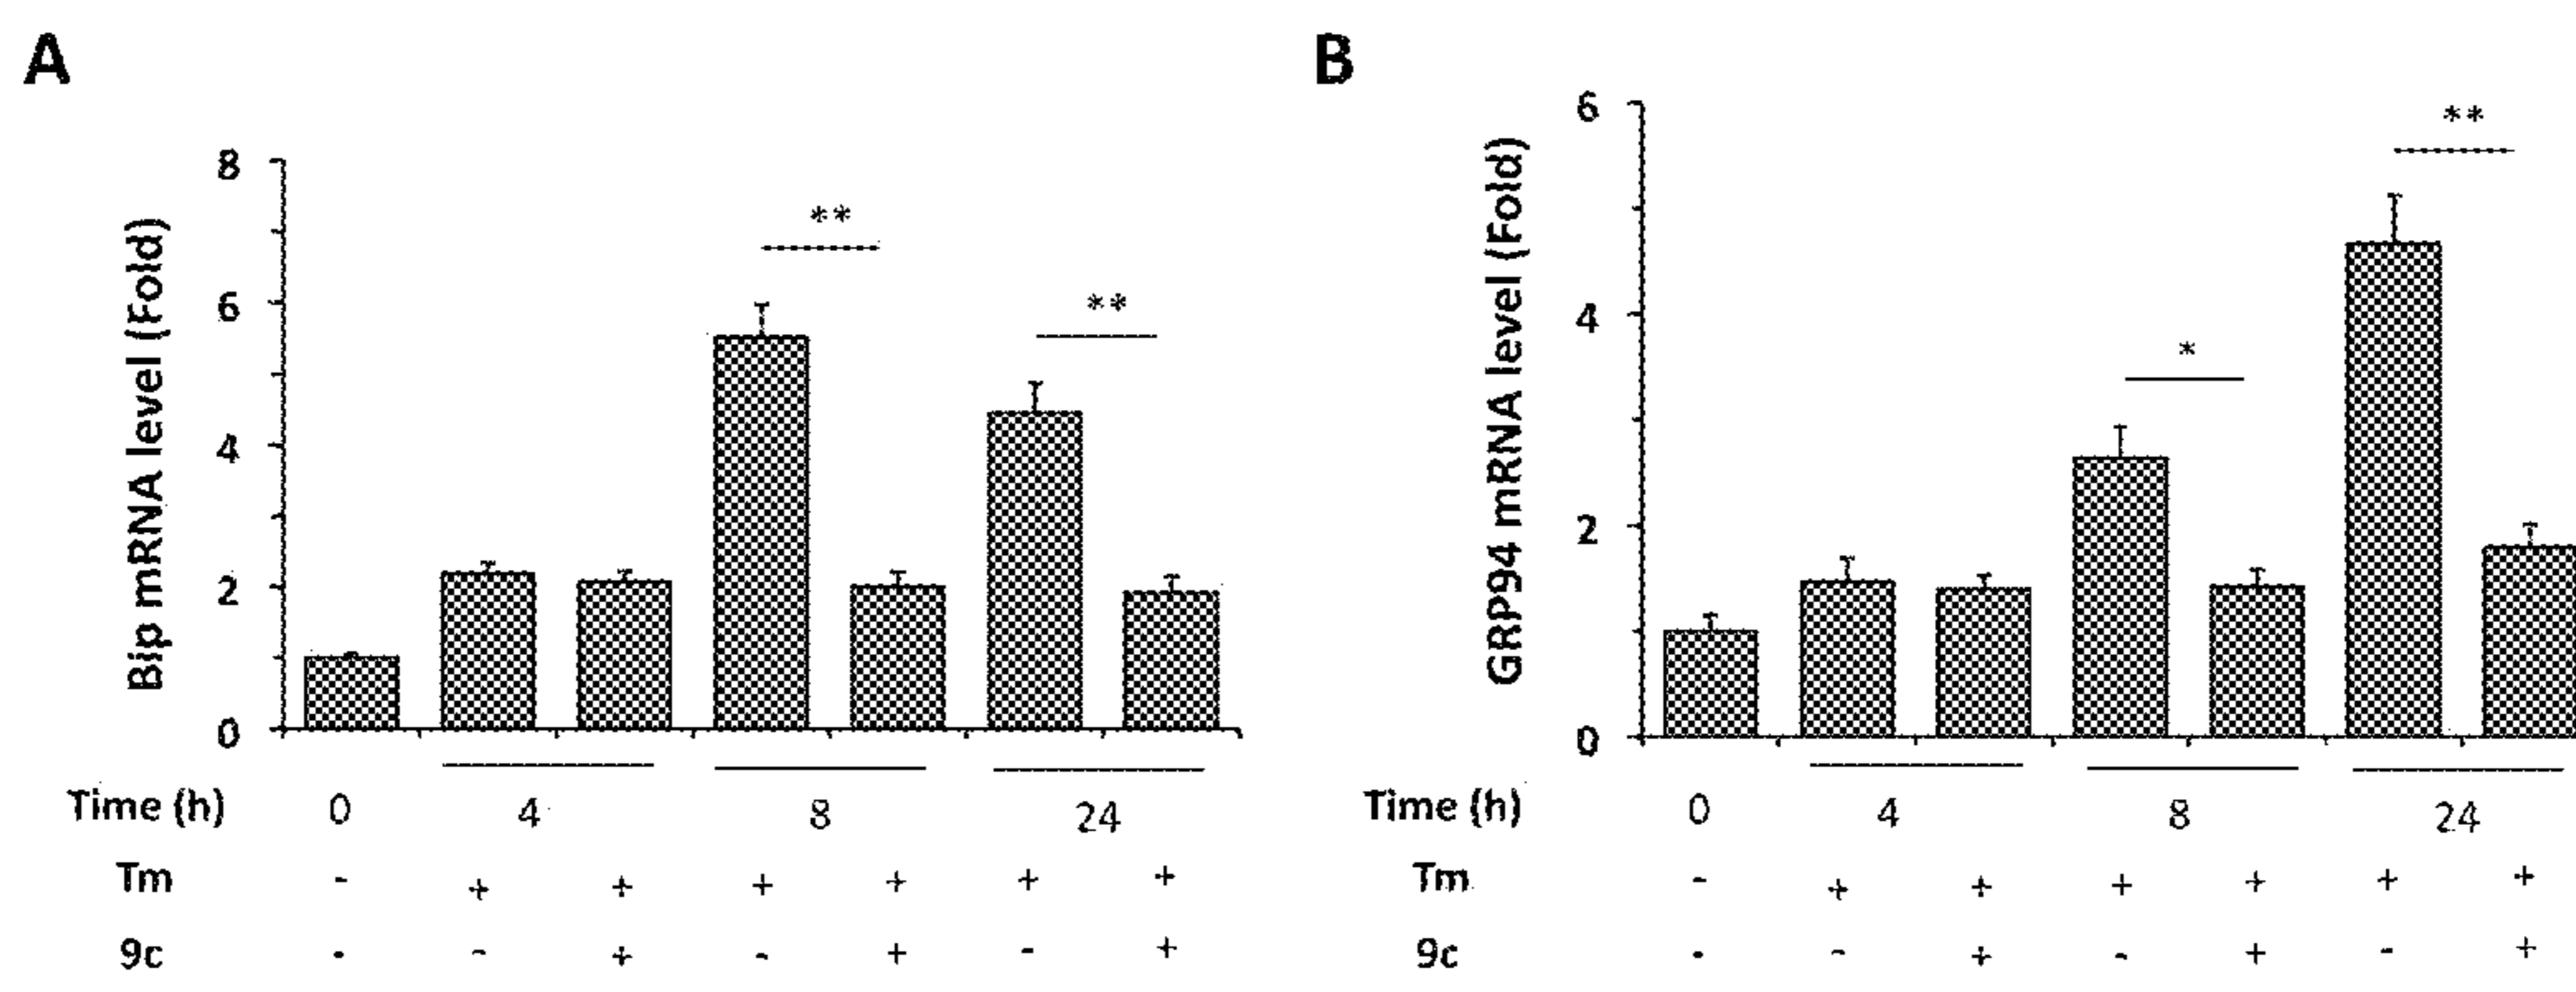 A
Bip mRNA level (Fold)
8
6
4
2
0
**
**
Time (h) 0 4 8 24
Tm - + + + + + +
9c - - + - + - +
B
GRP94 mRNA level (Fold)
6
4
2
0
*
**
Time (h) 0 4 8 24
Tm - + + + + + +
9c - - + - + - +